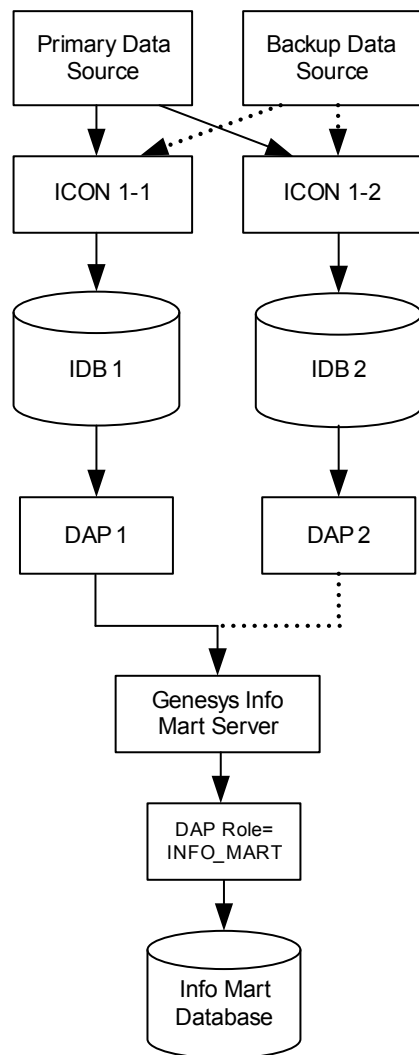 Primary Data
Source
Backup Data
Source
ICON 1-1
ICON 1-2
IDB 1
IDB 2
DAP 1
DAP 2
Genesys Info
Mart Server
DAP Role=
INFO_MART
Info Mart
Database